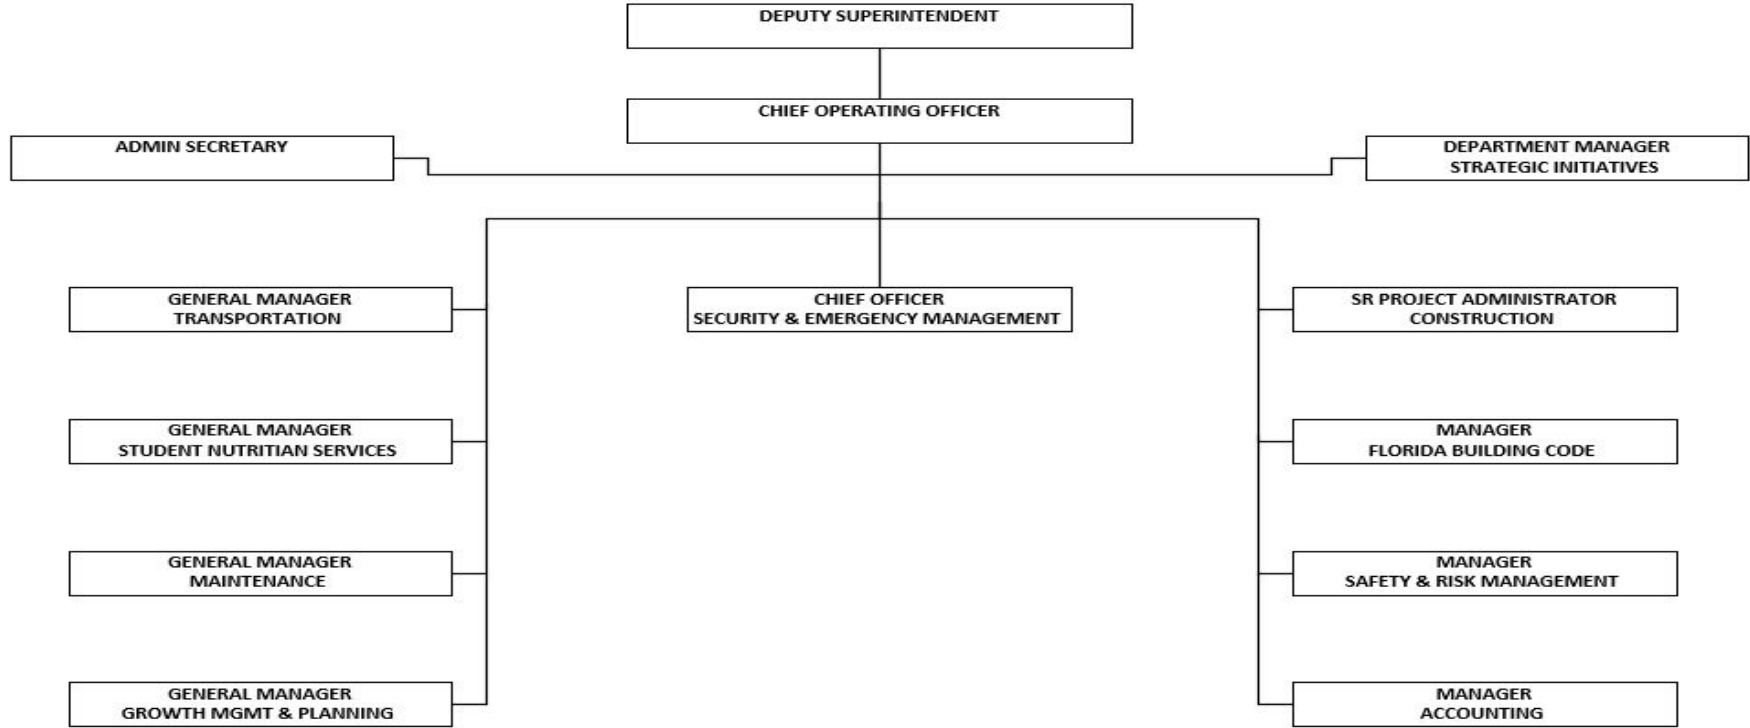 DEPUTY SUPERINTENDENT
CHIEF OPERATING OFFICER
ADMIN SECRETARY
DEPARTMENT MANAGER
STRATEGIC INITIATIVES
GENERAL MANAGER
TRANSPORTATION
CHIEF OFFICER
SECURITY & EMERGENCY MANAGEMENT
SR PROJECT ADMINISTRATOR
CONSTRUCTION
GENERAL MANAGER
STUDENT NUTRITIAN SERVICES
MANAGER
FLORIDA BUILDING CODE
GENERAL MANAGER
MAINTENANCE
MANAGER
SAFETY & RISK MANAGEMENT
GENERAL MANAGER
GROWTH MGMT & PLANNING
MANAGER
ACCOUNTING